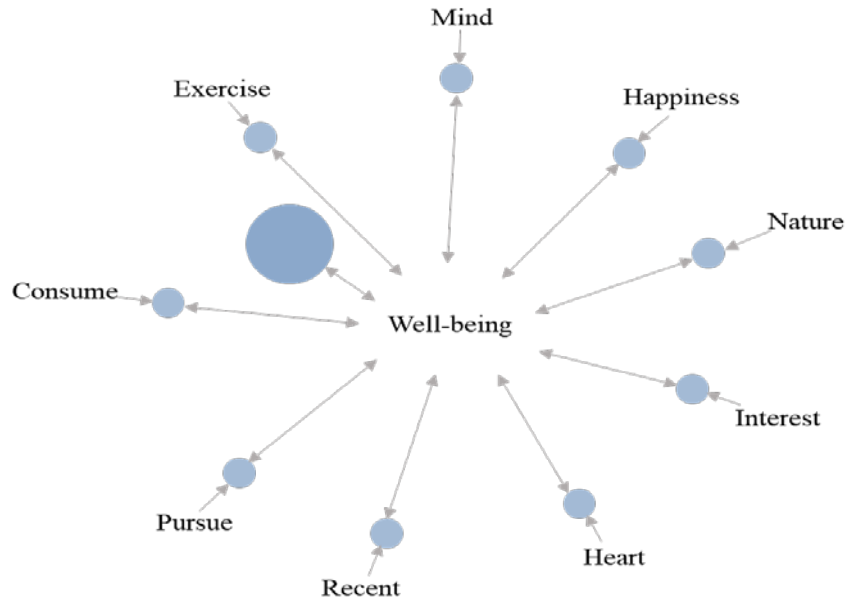 Mind
Exercise
Happiness
Nature
Consume
Well-being
Interest
Pursue
Heart
Recent